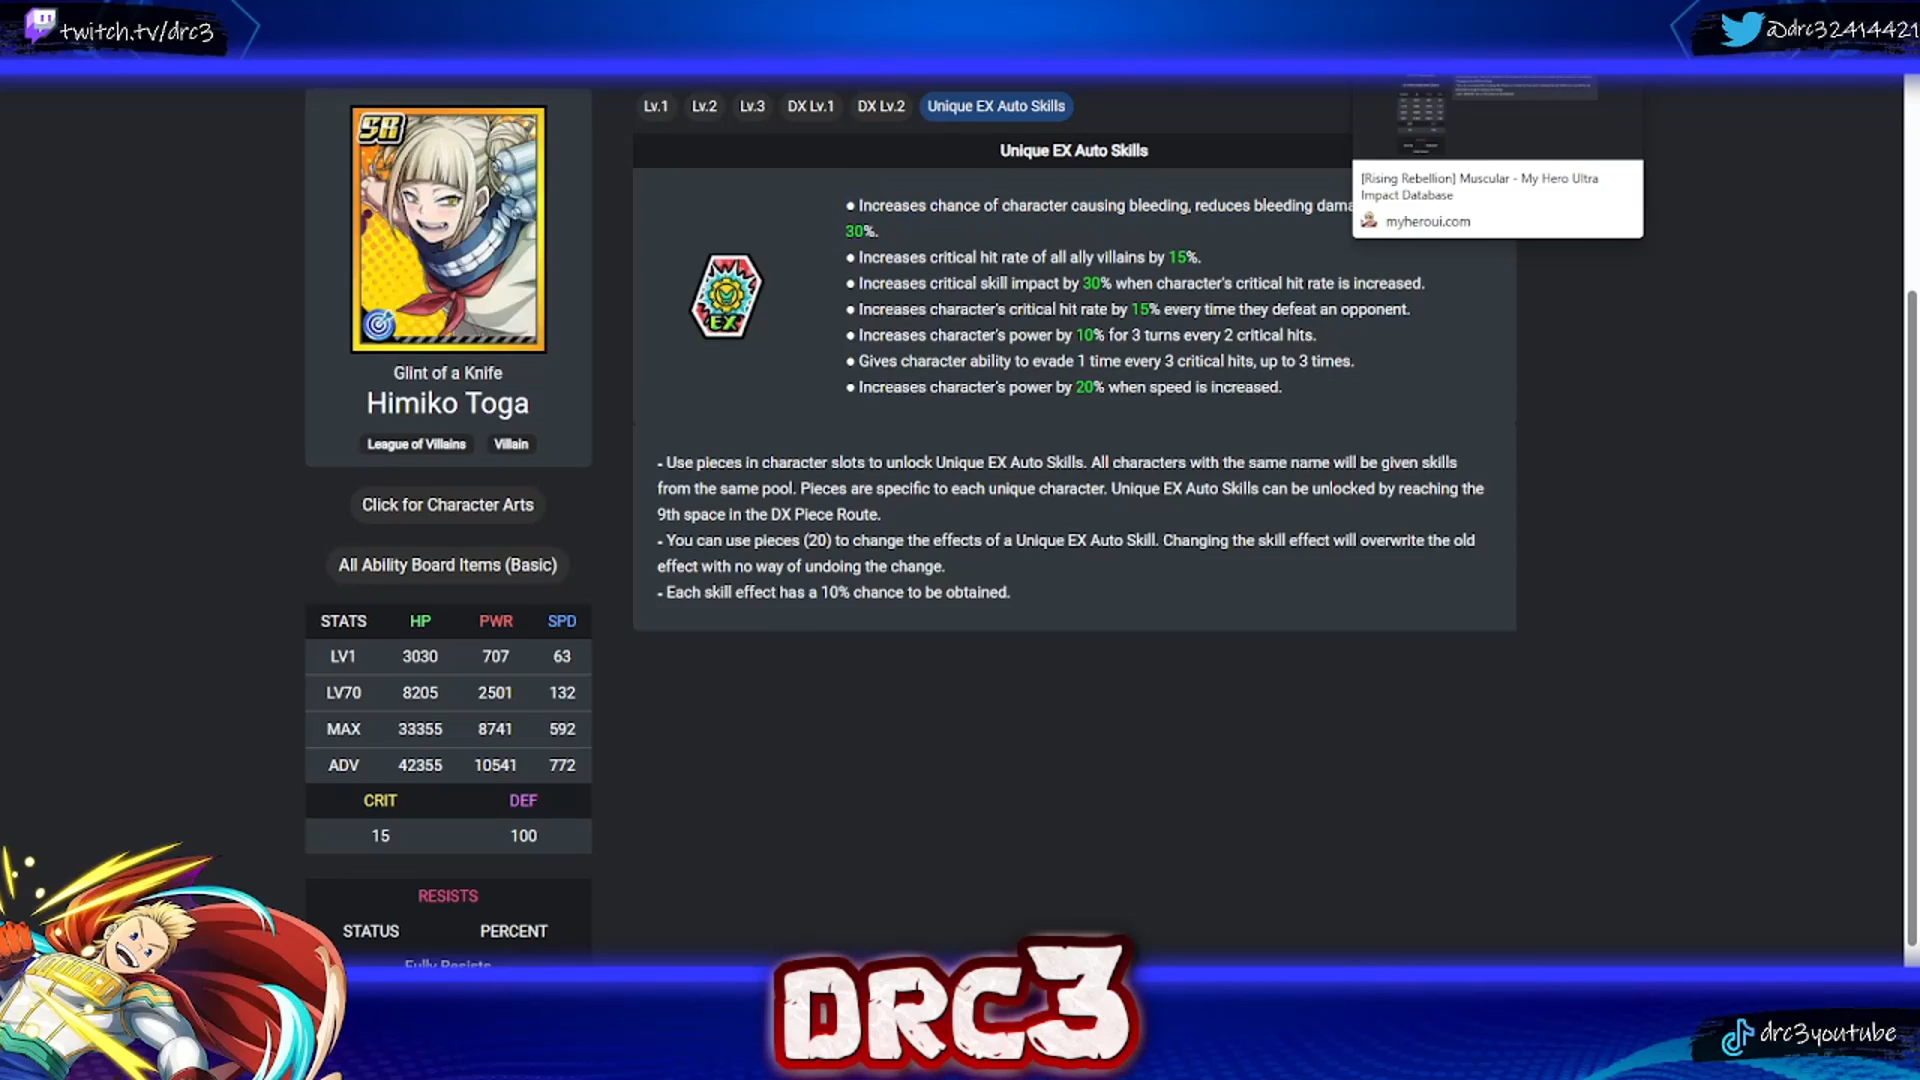 twitch.tv/drc3
@drc32414421
SR
Glint of a Knife
Himiko Toga
League of Villains Villain
Click for Character Arts
All Ability Board Items (Basic)
STATS HP PWR SPD
LV1 3030 707 63
LV70 8205 2501 132
MAX 33355 8741 592
ADV 42355 10541 772
CRIT DEF
15 100
RESISTS
STATUS PERCENT
Fully Resists
Lv.1 Lv.2 Lv.3 DX Lv.1 DX Lv.2 Unique EX Auto Skills
Unique EX Auto Skills
EX
● Increases chance of character causing bleeding, reduces bleeding
30%.
● Increases critical hit rate of all ally villains by 15%.
● Increases critical skill impact by 30% when character's critical hit rate is increased.
● Increases character's critical hit rate by 15% every time they defeat an opponent.
● Increases character's power by 10% for 3 turns every 2 critical hits.
● Gives character ability to evade 1 time every 3 critical hits, up to 3 times.
● Increases character's power by 20% when speed is increased.
- Use pieces in character slots to unlock Unique EX Auto Skills. All characters with the same name will be given skills
from the same pool. Pieces are specific to each unique character. Unique EX Auto Skills can be unlocked by reaching the
9th space in the DX Piece Route.
- You can use pieces (20) to change the effects of a Unique EX Auto Skill. Changing the skill effect will overwrite the old
effect with no way of undoing the change.
- Each skill effect has a 10% chance to be obtained.
[Rising Rebellion] Muscular - My Hero Ultra
Impact Database
myheroui.com
DRC3
drc3youtube